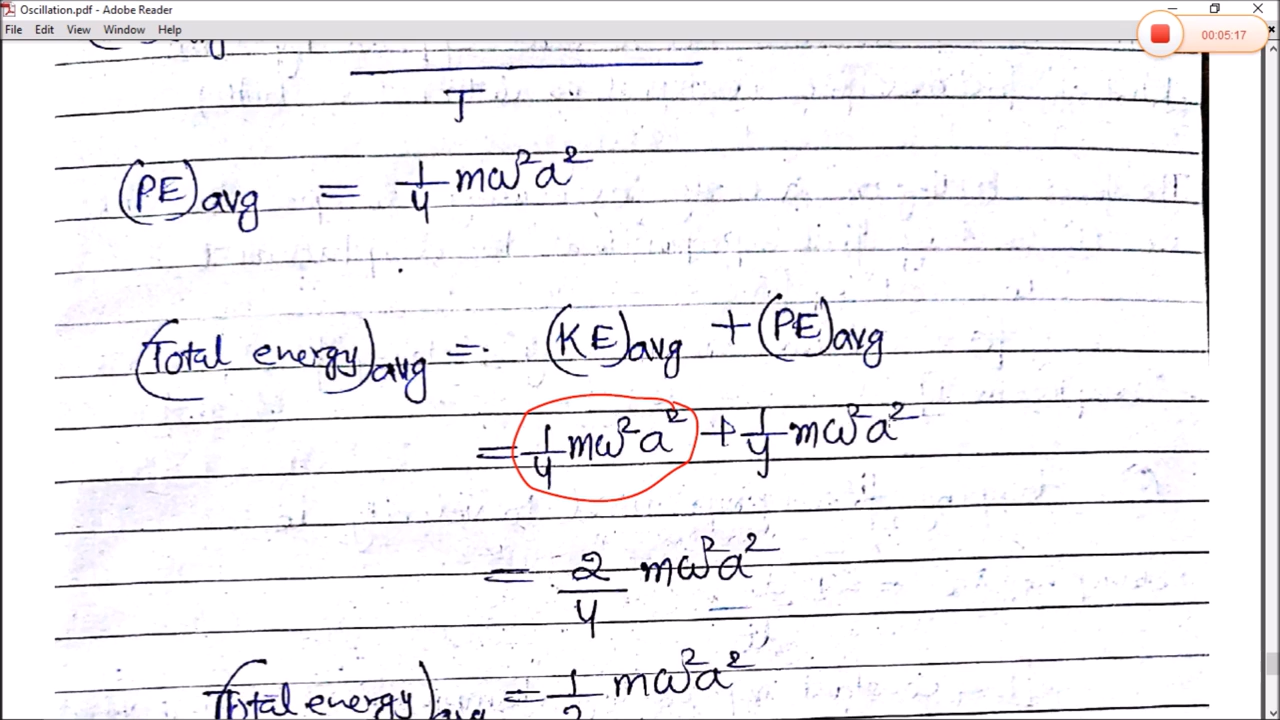 Oscillation.pdf - Adobe Reader
File Edit View Window Help
00:05:17
T
(PE)avg = 1/4 mω²a²
(Total energy)avg = (KE)avg + (PE)avg
= 1/4 mω²a² + 1/4 mω²a²
= 2/4 mω²a²
(Total energy)avg = 1/2 mω²a²